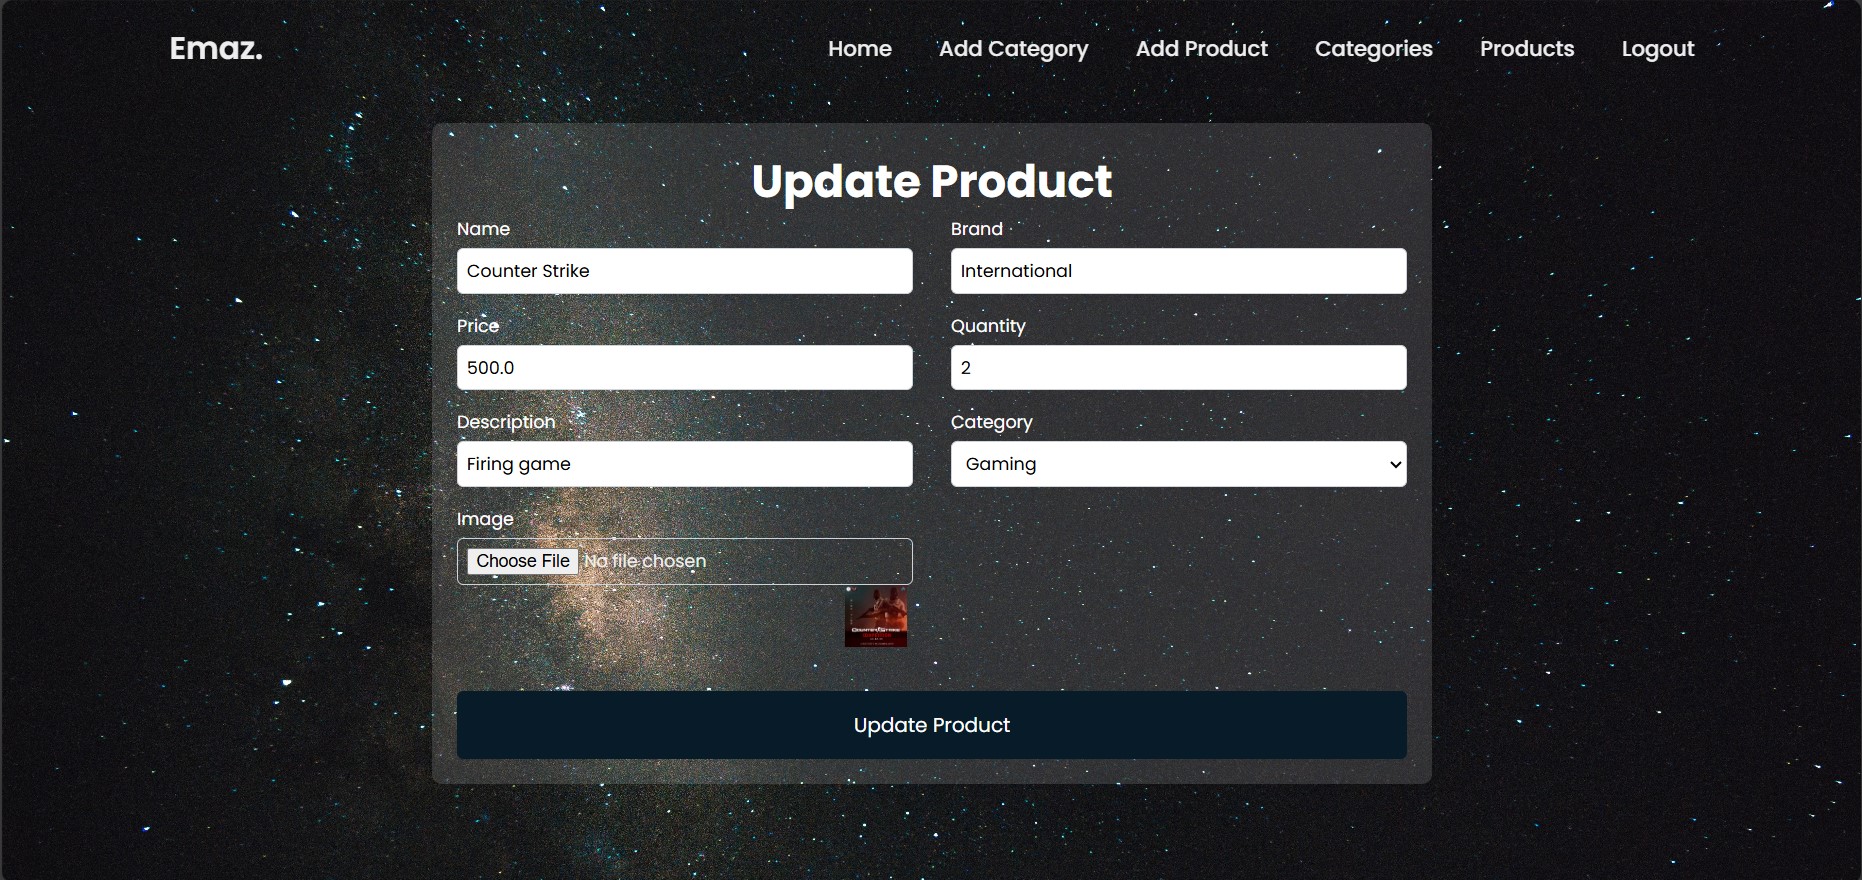 Emaz.
Home Add Category Add Product Categories Products Logout
Update Product
Name Brand
Counter Strike International
Price Quantity
500.0 2
Description Category
Firing game Gaming
Image
Choose File No file chosen
Update Product